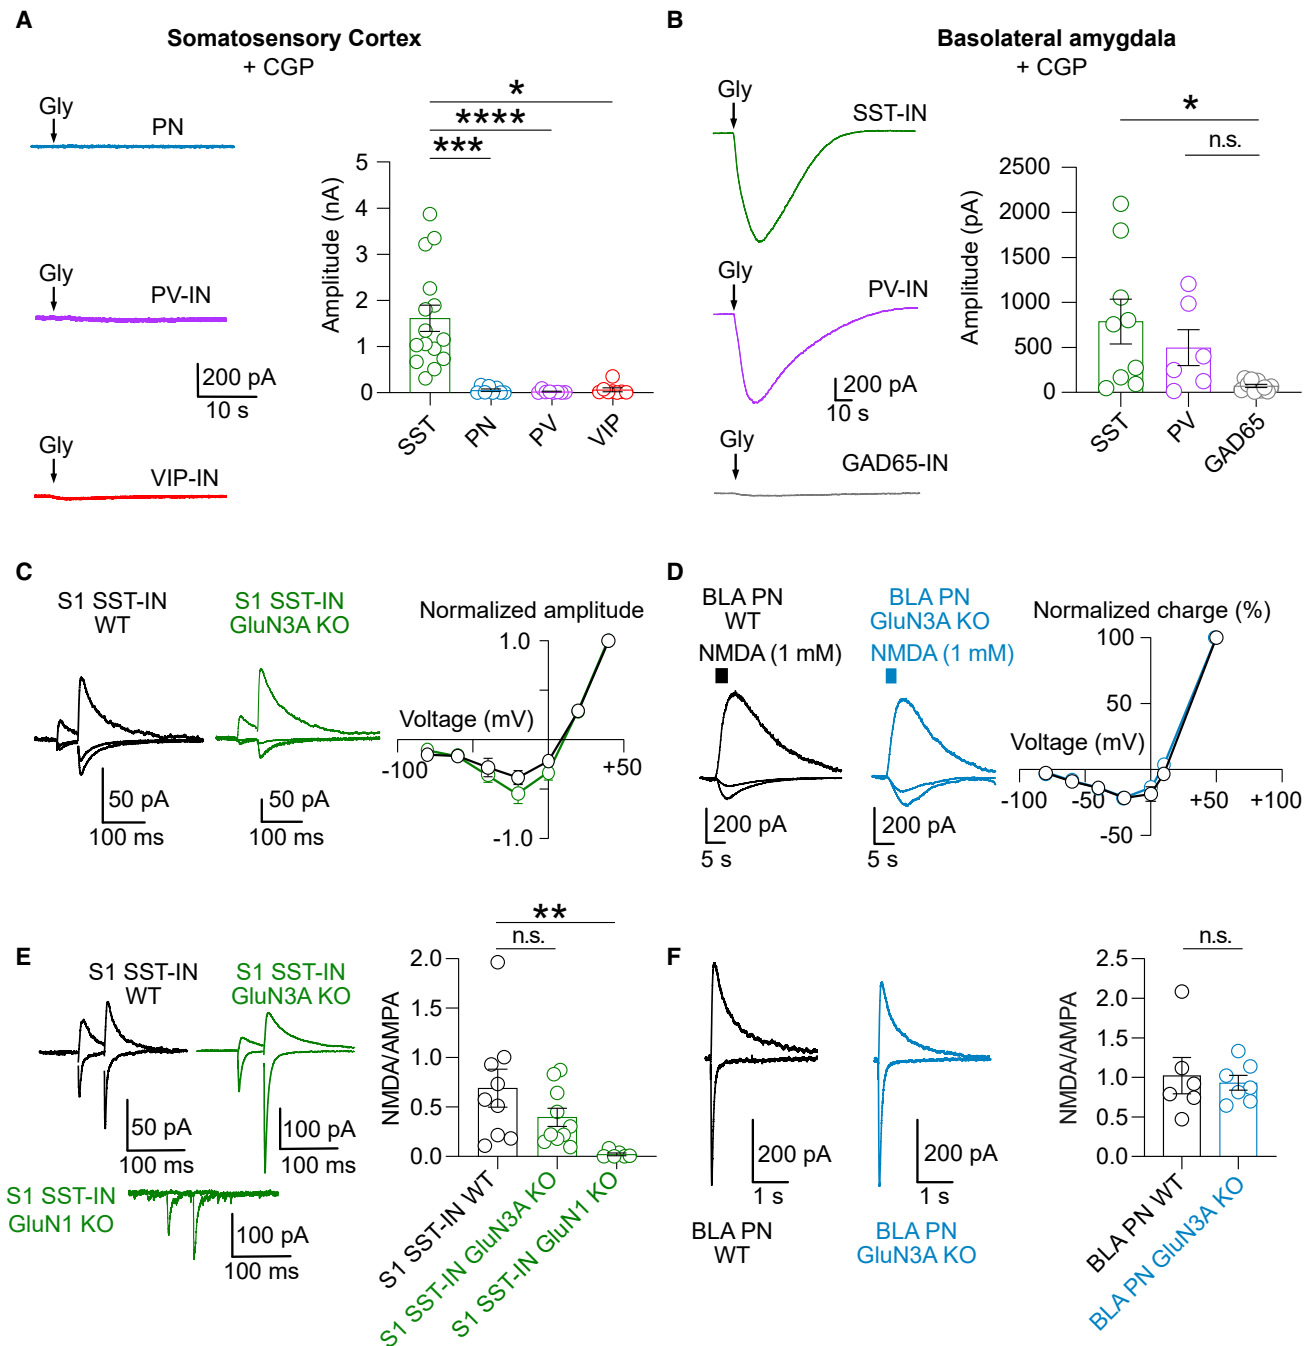 A
Somatosensory Cortex
+ CGP
Gly
PN
Gly
PV-IN
200 pA
10 s
Gly
VIP-IN
*
****
***
Amplitude (nA)
5
4
3
2
1
0
SST
PN
PV
VIP
B
Basolateral amygdala
+ CGP
Gly
SST-IN
Gly
PV-IN
200 pA
10 s
Gly
GAD65-IN
*
n.s.
Amplitude (pA)
2500
2000
1500
1000
500
0
SST
PV
GAD65
C
S1 SST-IN
WT
S1 SST-IN
GluN3A KO
50 pA
100 ms
50 pA
100 ms
Normalized amplitude
1.0
Voltage (mV)
-100
+50
-1.0
D
BLA PN
WT
BLA PN
GluN3A KO
NMDA (1 mM)
NMDA (1 mM)
200 pA
5 s
200 pA
5 s
Normalized charge (%)
100
50
Voltage (mV)
-100
-50
+50
+100
-50
E
S1 SST-IN
WT
S1 SST-IN
GluN3A KO
50 pA
100 ms
100 pA
100 ms
S1 SST-IN
GluN1 KO
100 pA
100 ms
**
n.s.
NMDA/AMPA
2.0
1.0
0.5
0.0
S1 SST-IN WT
S1 SST-IN GluN3A KO
S1 SST-IN GluN1 KO
F
200 pA
1 s
200 pA
1 s
BLA PN
WT
BLA PN
GluN3A KO
n.s.
NMDA/AMPA
2.5
2.0
1.5
1.0
0.5
0.0
BLA PN WT
BLA PN GluN3A KO